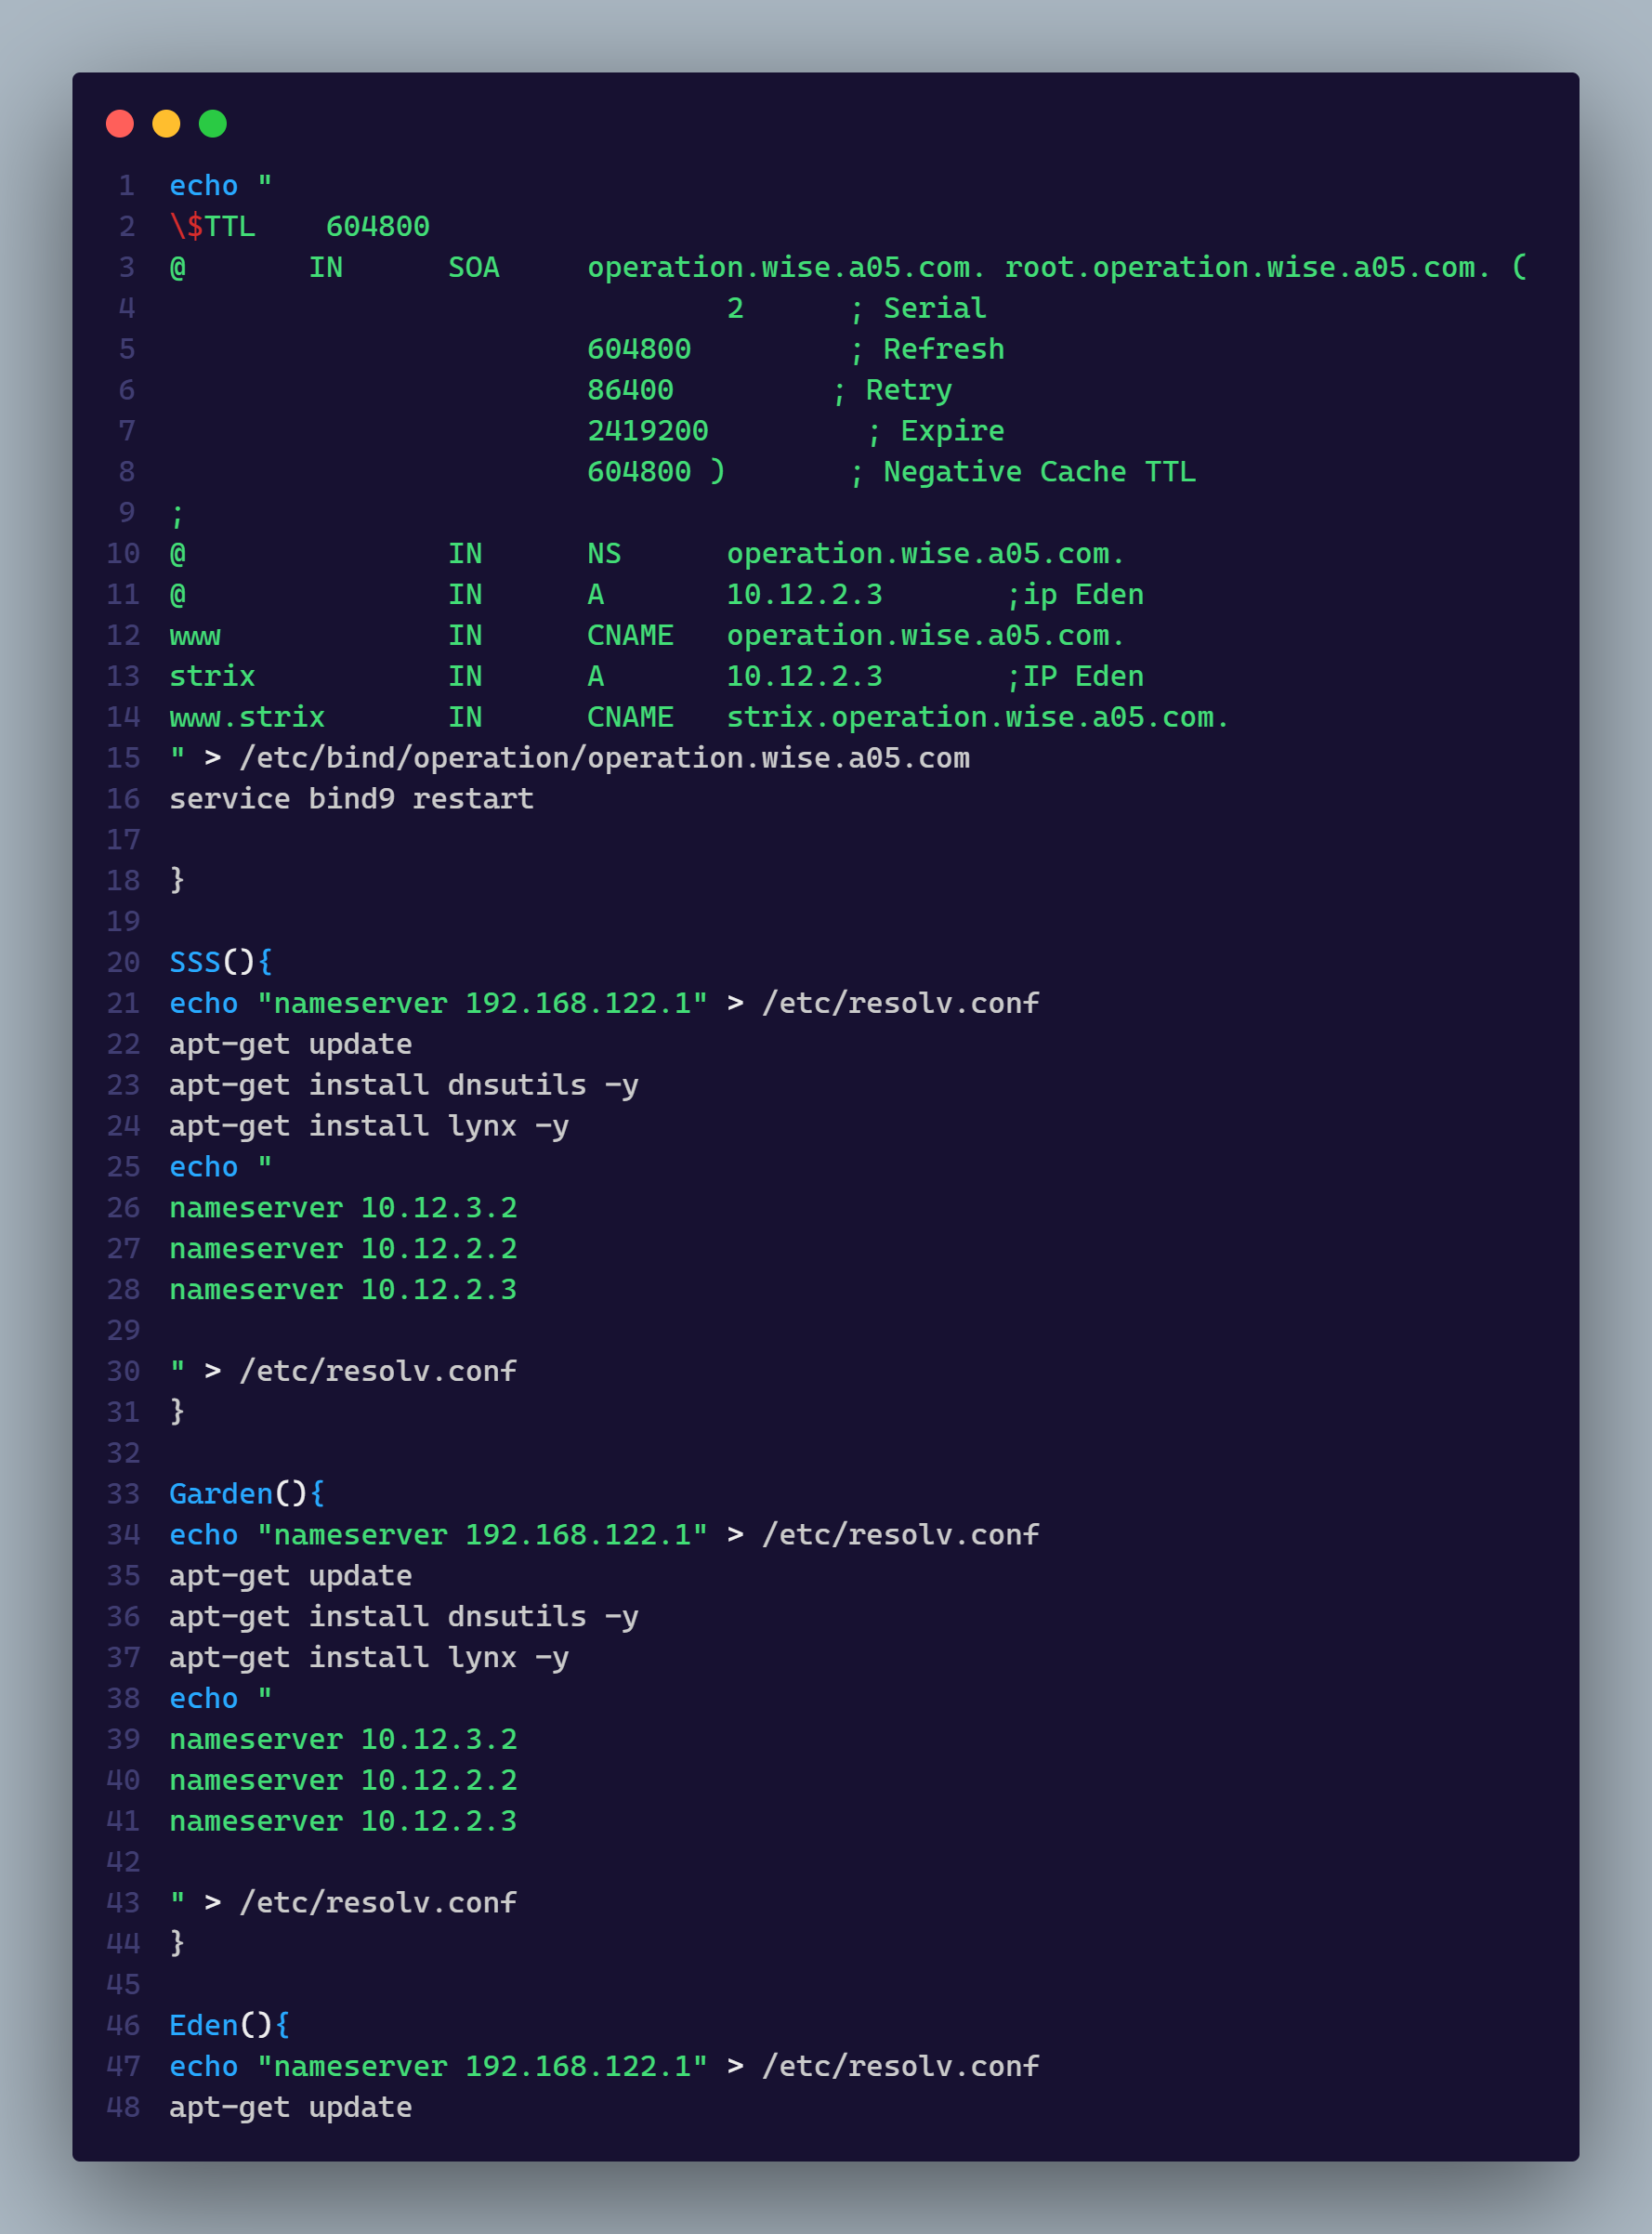 1 echo "
2 \$TTL    604800
3 @       IN      SOA     operation.wise.a05.com. root.operation.wise.a05.com. (
4                                 2      ; Serial
5                         604800         ; Refresh
6                         86400         ; Retry
7                         2419200         ; Expire
8                         604800 )       ; Negative Cache TTL
9 ;
10 @               IN      NS      operation.wise.a05.com.
11 @               IN      A       10.12.2.3       ;ip Eden
12 www             IN      CNAME   operation.wise.a05.com.
13 strix           IN      A       10.12.2.3       ;IP Eden
14 www.strix       IN      CNAME   strix.operation.wise.a05.com.
15 " > /etc/bind/operation/operation.wise.a05.com
16 service bind9 restart
17
18 }
19
20 SSS(){
21 echo "nameserver 192.168.122.1" > /etc/resolv.conf
22 apt-get update
23 apt-get install dnsutils -y
24 apt-get install lynx -y
25 echo "
26 nameserver 10.12.3.2
27 nameserver 10.12.2.2
28 nameserver 10.12.2.3
29
30 " > /etc/resolv.conf
31 }
32
33 Garden(){
34 echo "nameserver 192.168.122.1" > /etc/resolv.conf
35 apt-get update
36 apt-get install dnsutils -y
37 apt-get install lynx -y
38 echo "
39 nameserver 10.12.3.2
40 nameserver 10.12.2.2
41 nameserver 10.12.2.3
42
43 " > /etc/resolv.conf
44 }
45
46 Eden(){
47 echo "nameserver 192.168.122.1" > /etc/resolv.conf
48 apt-get update